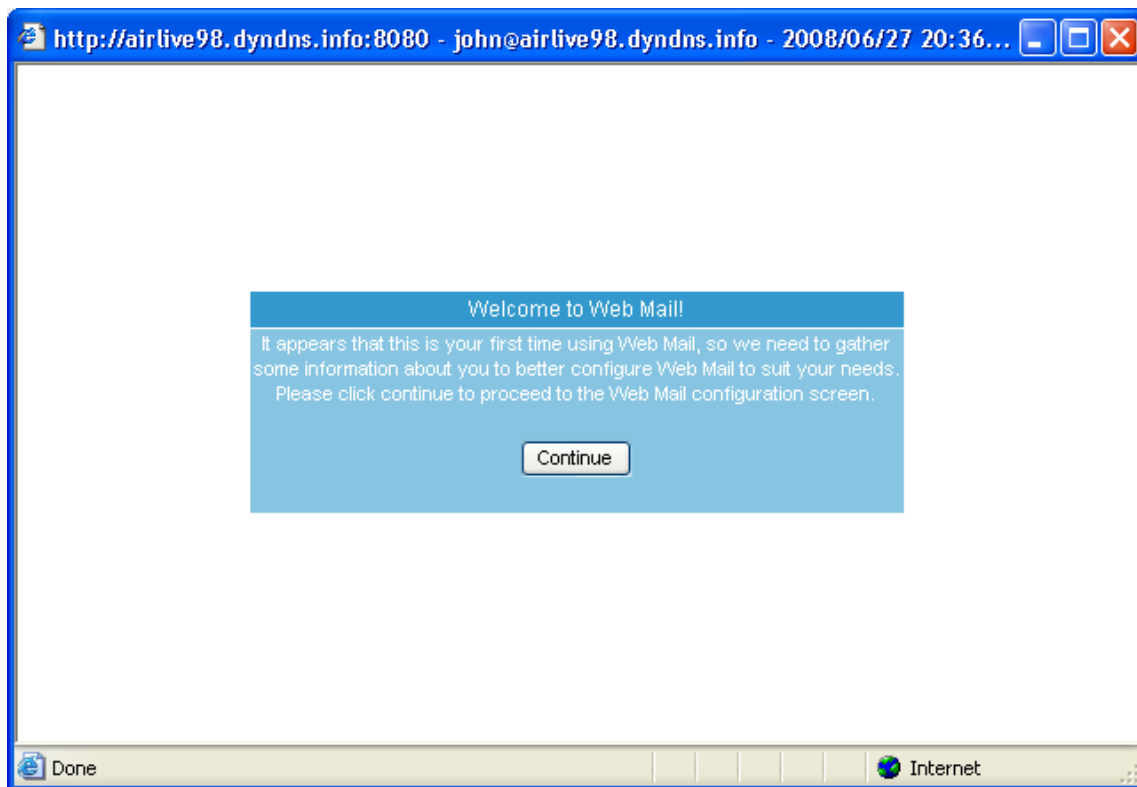 http://airlive98.dyndns.info:8080 - john@airlive98.dyndns.info - 2008/06/27 20:36...
Welcome to Web Mail!
It appears that this is your first time using Web Mail, so we need to gather
some information about you to better configure Web Mail to suit your needs.
Please click continue to proceed to the Web Mail configuration screen.
Continue
Done
Internet